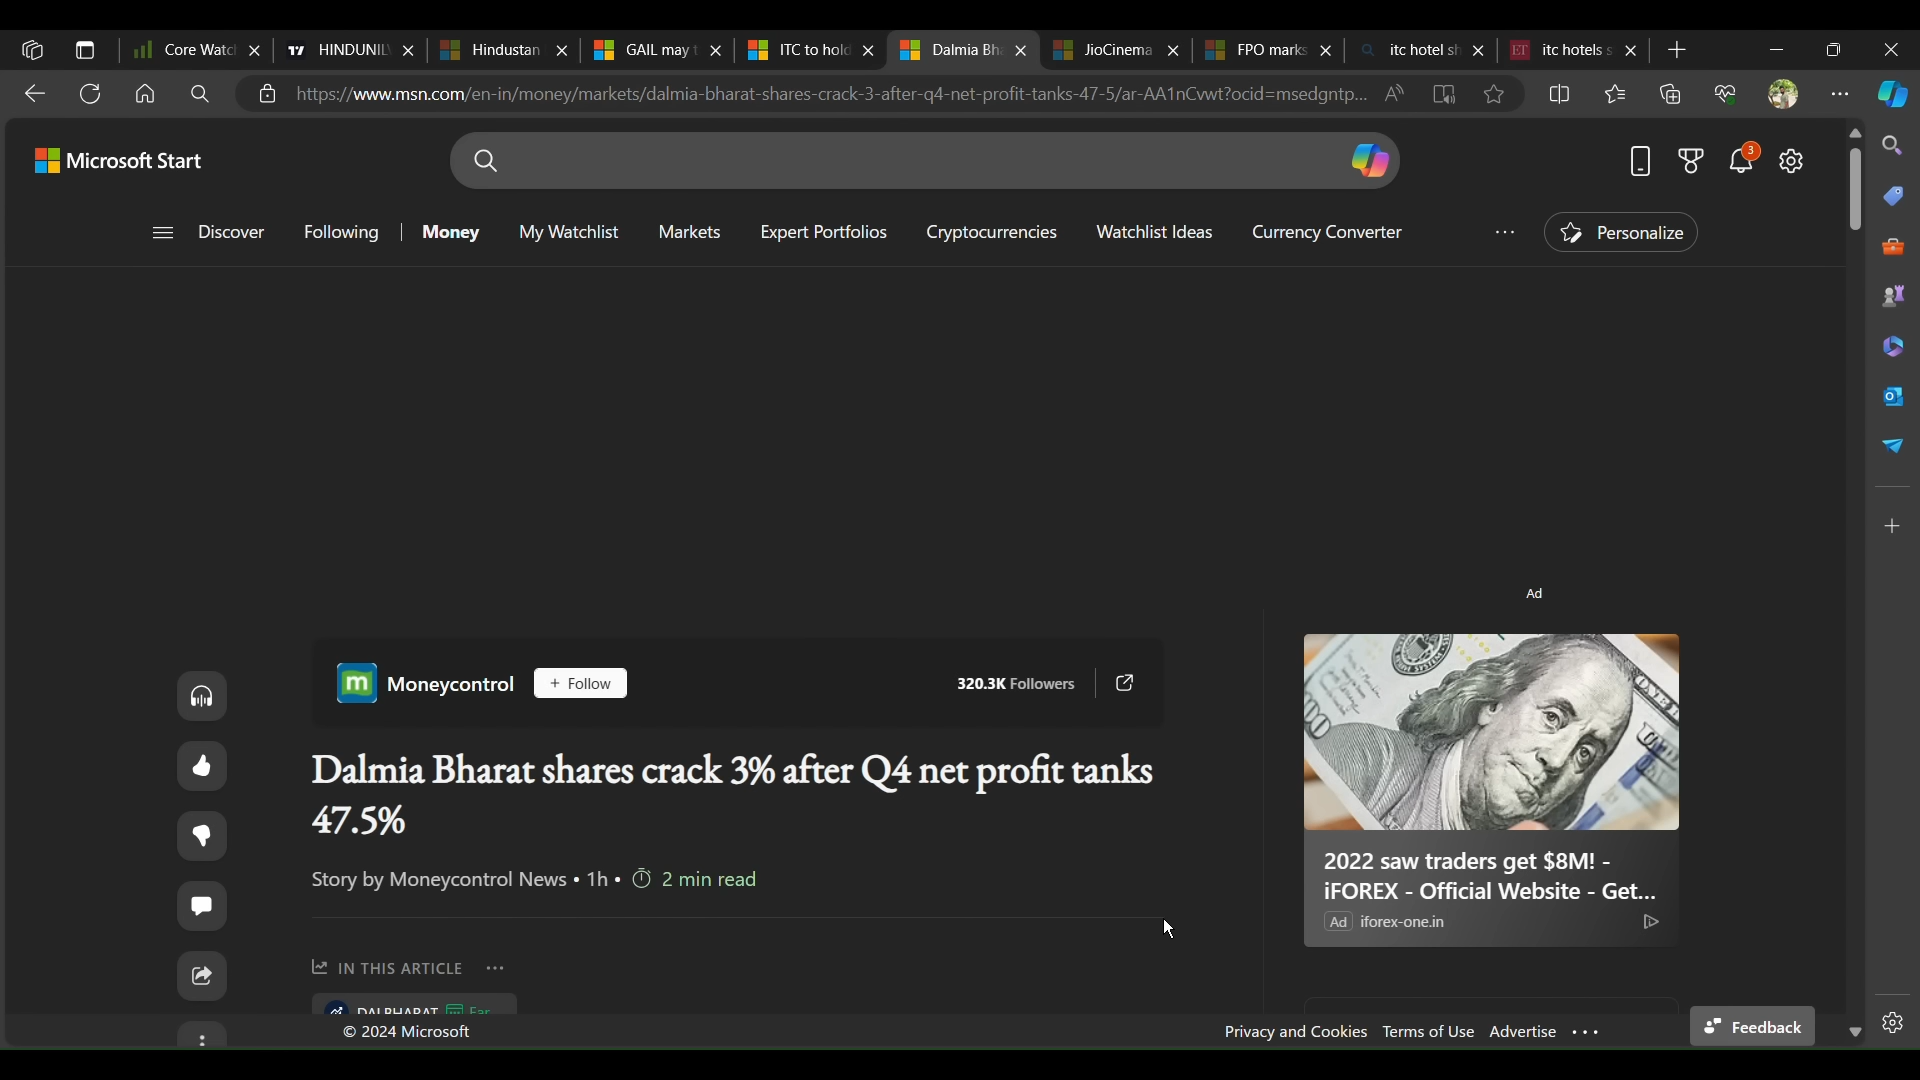 Core Watc
HINDUNIL
Hindustan
GAIL may t
ITC to hold
Dalmia Bh
JioCinema
FPO marks
itc hotel sh
ET itc hotels s
https://www.msn.com/en-in/money/markets/dalmia-bharat-shares-crack-3-after-q4-net-profit-tanks-47-5/ar-AA1nCvwt?ocid=msedgntp...
Microsoft Start
3
Discover Following Money My Watchlist Markets Expert Portfolios Cryptocurrencies Watchlist Ideas Currency Converter ... Personalize
Ad
m Moneycontrol + Follow 320.3K Followers
Dalmia Bharat shares crack 3% after Q4 net profit tanks
47.5%
Story by Moneycontrol News • 1h • 2 min read
2022 saw traders get $8M! -
iFOREX - Official Website - Get...
Ad iforex-one.in
IN THIS ARTICLE ...
DALBHARAT
© 2024 Microsoft
Privacy and Cookies Terms of Use Advertise ...
Feedback